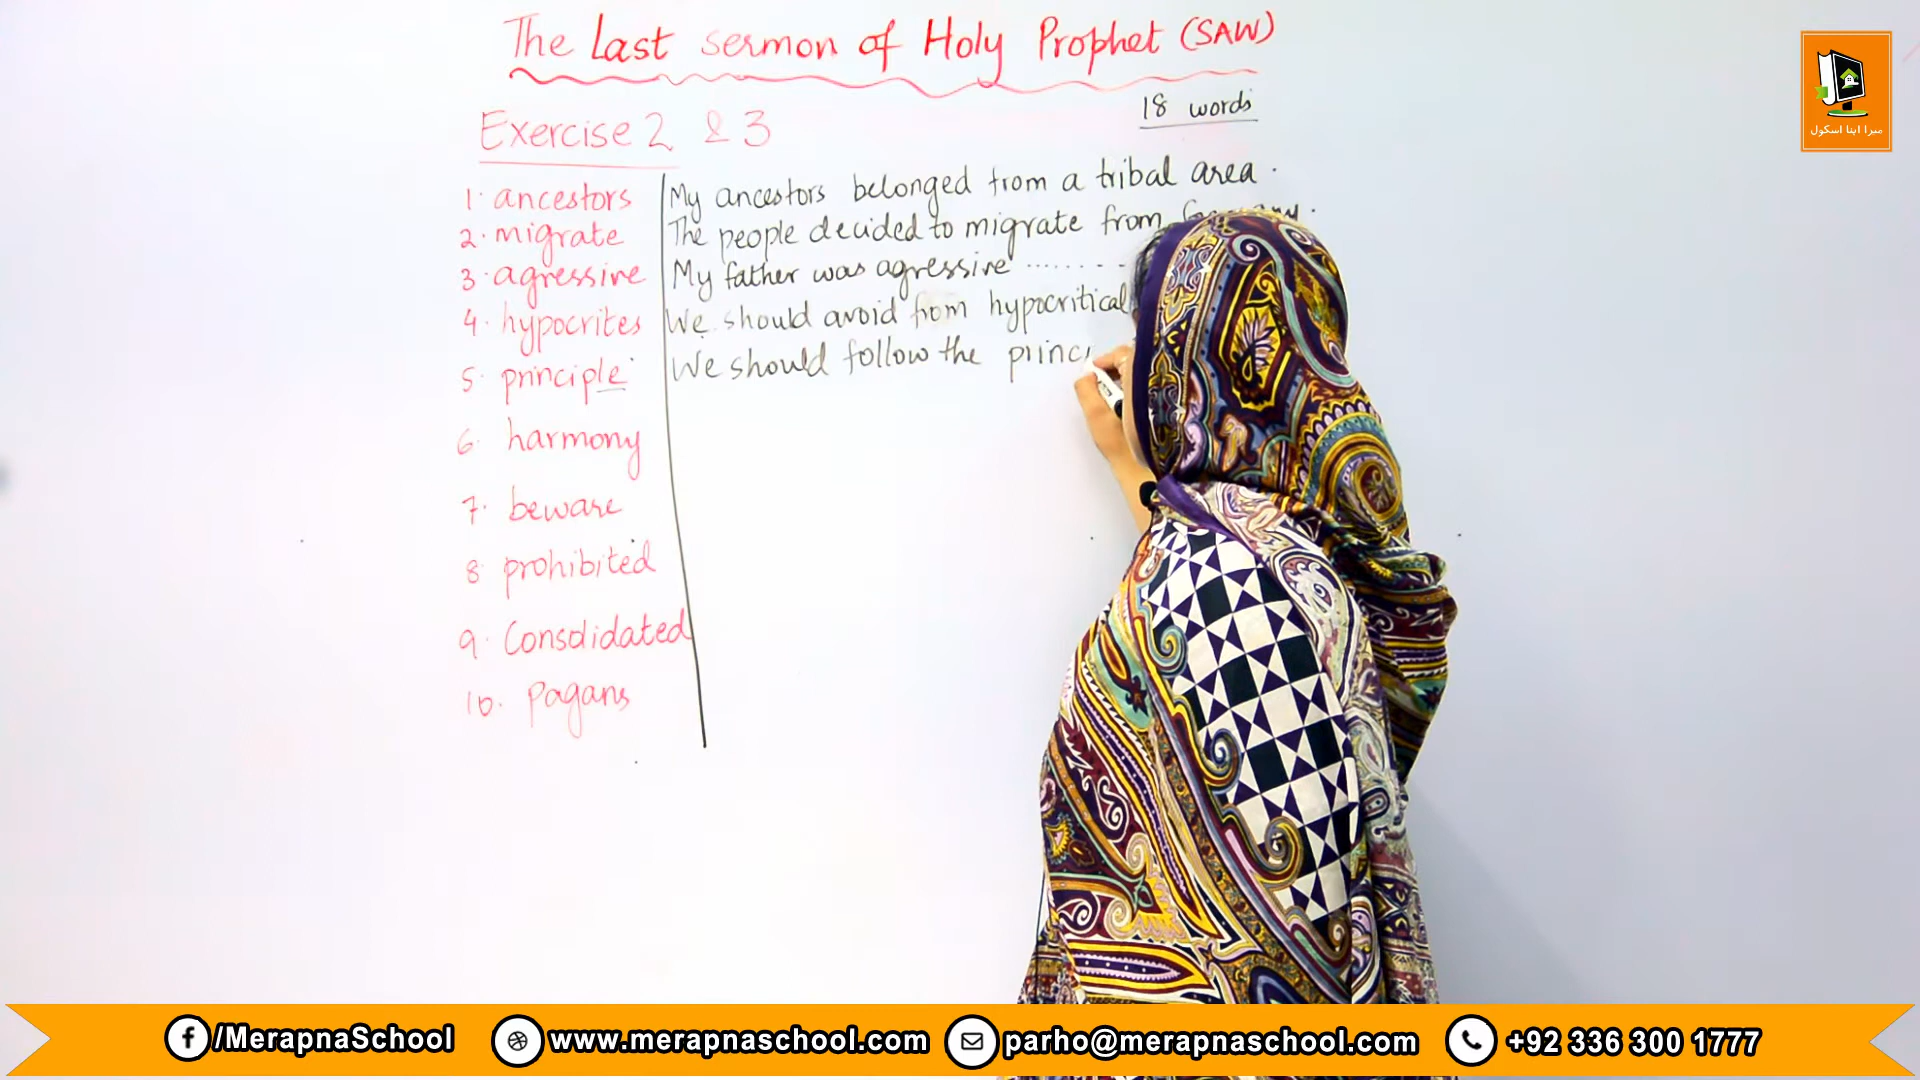 The Last sermon of Holy Prophet (SAW)
18 words
Exercise 2 & 3
1. ancestors My ancestors belonged from a tribal area.
2. migrate The people decided to migrate from
3. agressive My father was agressive ........
4. hypocrites We should avoid from hypocritical
5. principle We should follow the princi
6. harmony
7. beware
8. prohibited
9. Consolidated
10. Pagans
میرا اپنا اسکول
/MerapnaSchool www.merapnaschool.com parho@merapnaschool.com +92 336 300 1777